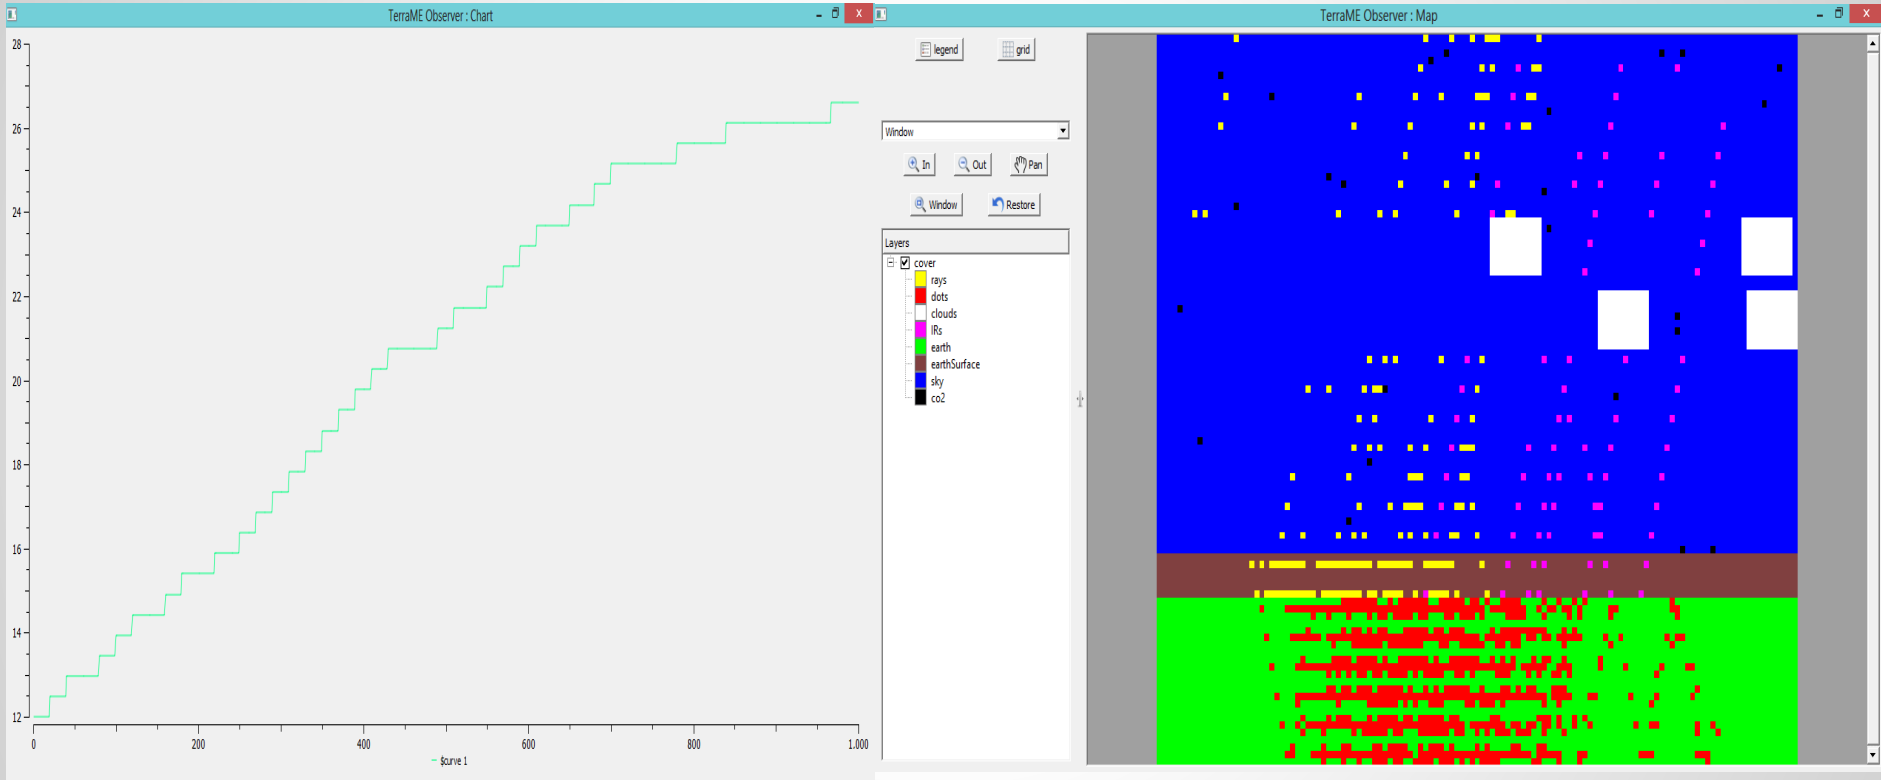 TerraME Observer : Chart
28
26
24
22
20
18
16
14
12
0
200
400
600
800
1.000
$curve 1
TerraME Observer : Map
legend
grid
Window
In
Out
Pan
Window
Restore
Layers
cover
rays
dots
clouds
IRs
earth
earthSurface
sky
co2